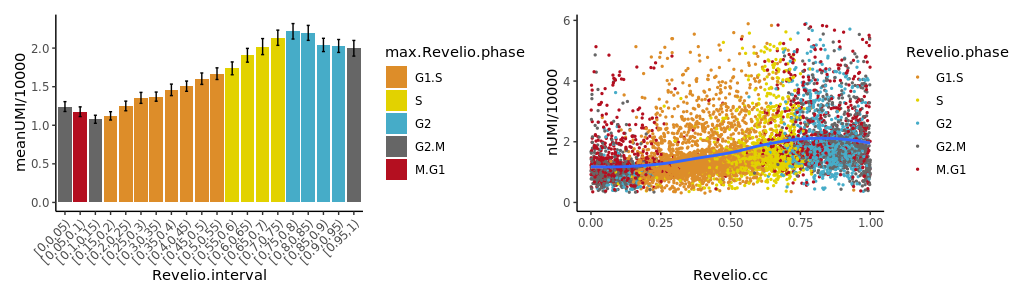 meanUMI/10000
2.0
1.5
1.0
0.5
0.0
[0,0.05)
[0.05,0.1)
[0.1,0.15)
[0.15,0.2)
[0.2,0.25)
[0.25,0.3)
[0.3,0.35)
[0.35,0.4)
[0.4,0.45)
[0.45,0.5)
[0.5,0.55)
[0.55,0.6)
[0.6,0.65)
[0.65,0.7)
[0.7,0.75)
[0.75,0.8)
[0.8,0.85)
[0.85,0.9)
[0.9,0.95)
[0.95,1)
Revelio.interval
max.Revelio.phase
G1.S
S
G2
G2.M
M.G1
nUMI/10000
6
4
2
0
0.00
0.25
0.50
0.75
1.00
Revelio.cc
Revelio.phase
G1.S
S
G2
G2.M
M.G1